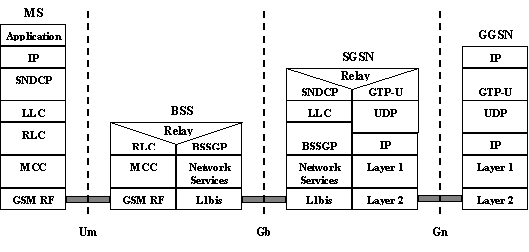 MS
Application
IP
SNDCP
LLC
RLC
MCC
GSM RF
BSS
Relay
RLC
BSSGP
MCC
Network
Services
GSM RF
L1bis
SGSN
Relay
SNDCP
GTP-U
LLC
UDP
BSSGP
IP
Network
Services
Layer 1
L1bis
Layer 2
GGSN
IP
GTP-U
UDP
IP
Layer 1
Layer 2
Um
Gb
Gn